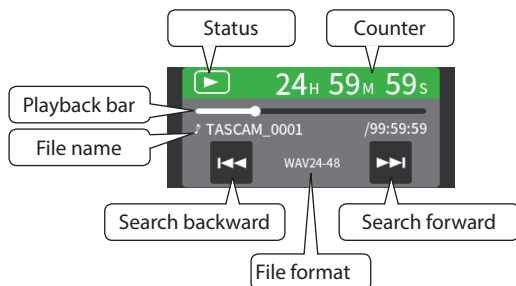 Status
Counter
24H 59M 59S
Playback bar
File name
♪ TASCAM_0001 /99:59:59
WAV24-48
Search backward
Search forward
File format